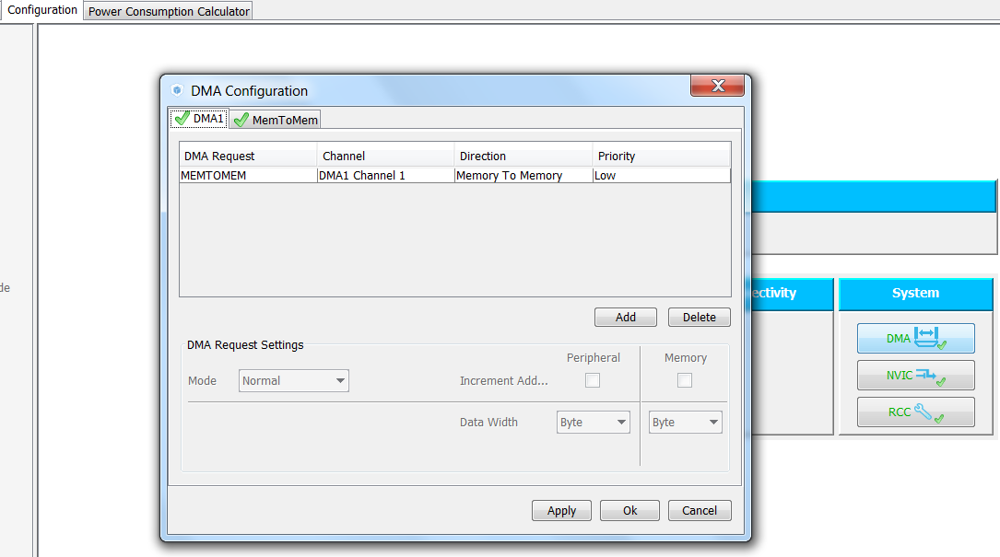 Configuration
Power Consumption Calculator
DMA Configuration
DMA1
MemToMem
DMA Request Channel Direction Priority
MEMTOMEM DMA1 Channel 1 Memory To Memory Low
Add
Delete
DMA Request Settings
Peripheral Memory
Mode Normal Increment Add...
Data Width Byte Byte
Apply
Ok
Cancel
de
ectivity
System
DMA
NVIC
RCC